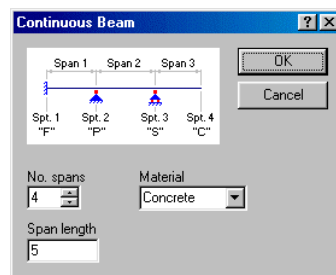 Continuous Beam
Span 1 Span 2 Span 3
Spt. 1 Spt. 2 Spt. 3 Spt. 4
"F" "P" "S" "C"
OK
Cancel
No. spans Material
4 Concrete
Span length
5